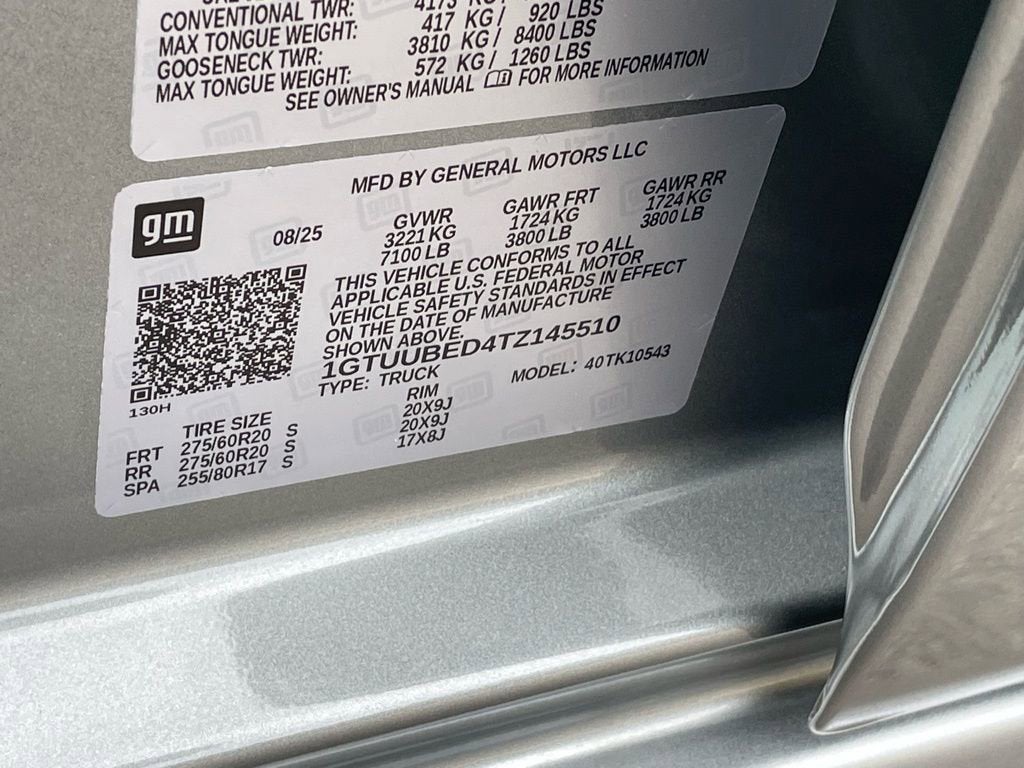 CONVENTIONAL TWR:
MAX TONGUE WEIGHT: 417 KG / 920 LBS
GOOSENECK TWR: 3810 KG / 8400 LBS
MAX TONGUE WEIGHT: 572 KG / 1260 LBS
SEE OWNER'S MANUAL FOR MORE INFORMATION
MFD BY GENERAL MOTORS LLC
gm
08/25
GVWR GAWR FRT GAWR RR
3221 KG 1724 KG 1724 KG
7100 LB 3800 LB 3800 LB
THIS VEHICLE CONFORMS TO ALL
APPLICABLE U.S. FEDERAL MOTOR
VEHICLE SAFETY STANDARDS IN EFFECT
ON THE DATE OF MANUFACTURE
SHOWN ABOVE.
1GTUUBED4TZ145510
TYPE: TRUCK MODEL: 40TK10543
130H
TIRE SIZE RIM
FRT 275/60R20 S 20X9J
RR 275/60R20 S 20X9J
SPA 255/80R17 S 17X8J